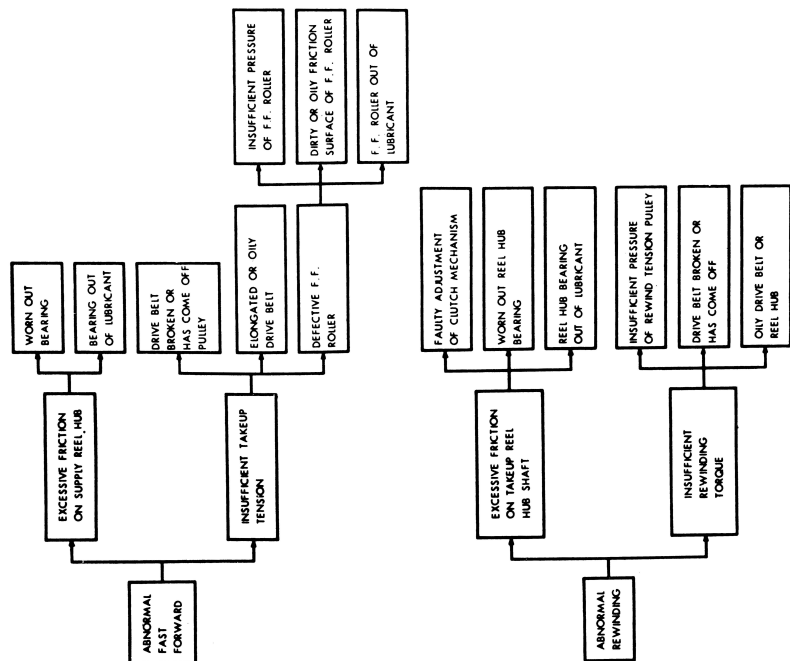 ABNORMAL
FAST
FORWARD
EXCESSIVE FRICTION
ON SUPPLY REEL HUB
WORN OUT
BEARING
BEARING OUT
OF LUBRICANT
INSUFFICIENT TAKEUP
TENSION
DRIVE BELT
BROKEN OR
HAS COME OFF
PULLEY
ELONGATED OR OILY
DRIVE BELT
DEFECTIVE F.F.
ROLLER
INSUFFICIENT PRESSURE
OF F.F. ROLLER
DIRTY OR OILY FRICTION
SURFACE OF F.F. ROLLER
F. F. ROLLER OUT OF
LUBRICANT
ABNORMAL
REWINDING
EXCESSIVE FRICTION
ON TAKEUP REEL
HUB SHAFT
FAULTY ADJUSTMENT
OF CLUTCH MECHANISM
WORN OUT REEL HUB
BEARING
REEL HUB BEARING
OUT OF LUBRICANT
INSUFFICIENT
REWINDING
TORQUE
INSUFFICIENT PRESSURE
OF REWIND TENSION PULLEY
DRIVE BELT BROKEN OR
HAS COME OFF
OILY DRIVE BELT OR
REEL HUB